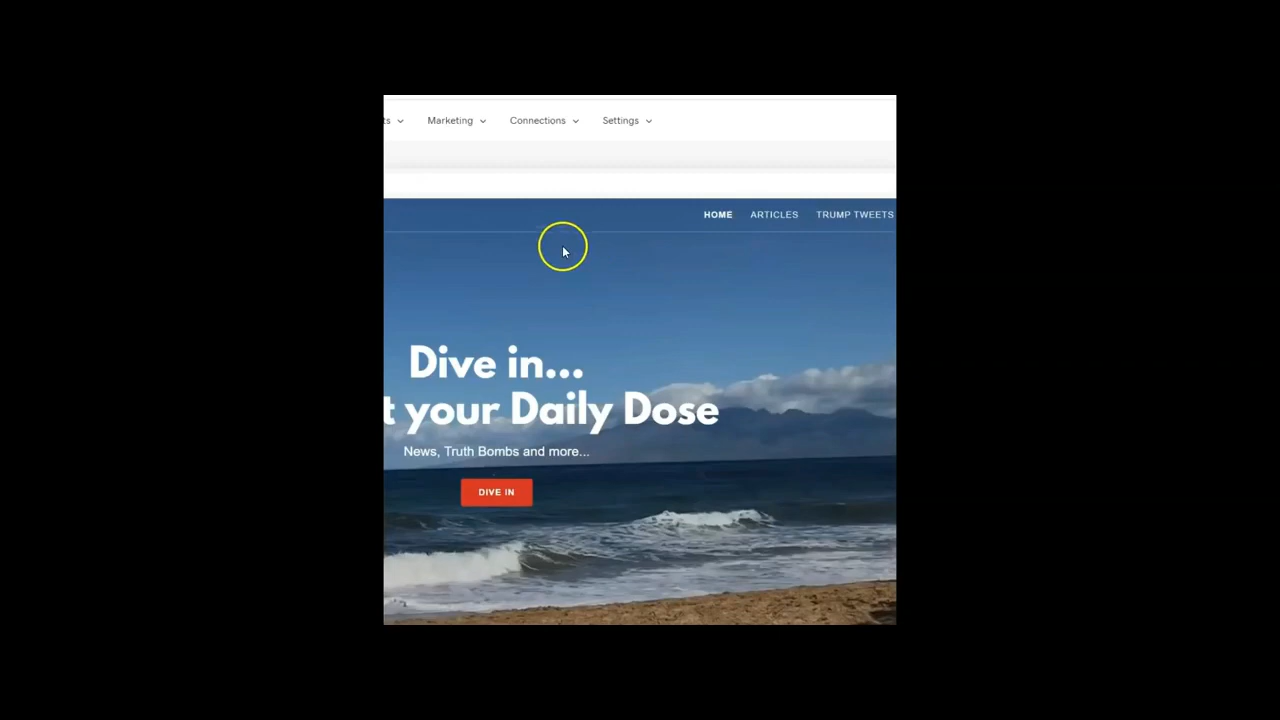 ts Marketing Connections Settings
HOME ARTICLES TRUMP TWEETS
Dive in...
t your Daily Dose
News, Truth Bombs and more...
DIVE IN